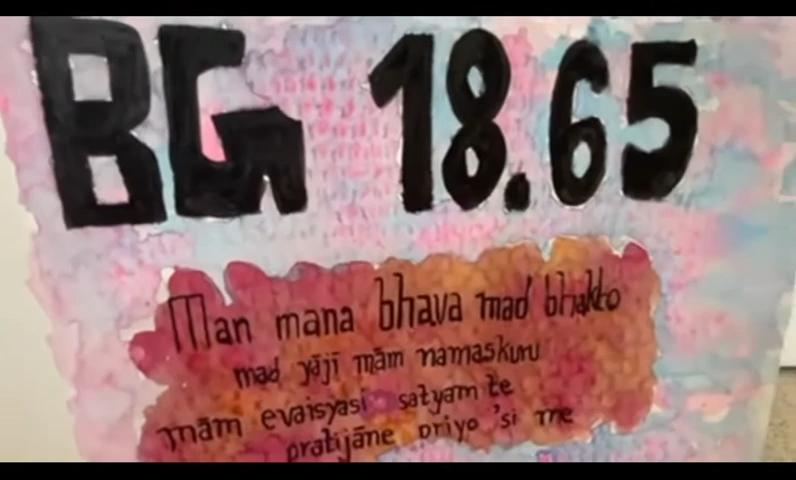 BG 18.65
Man mana bhava mad bhakto
mad yājī mām namaskuru
mām evaisyasi satyam te
pratijāne priyo 'si me